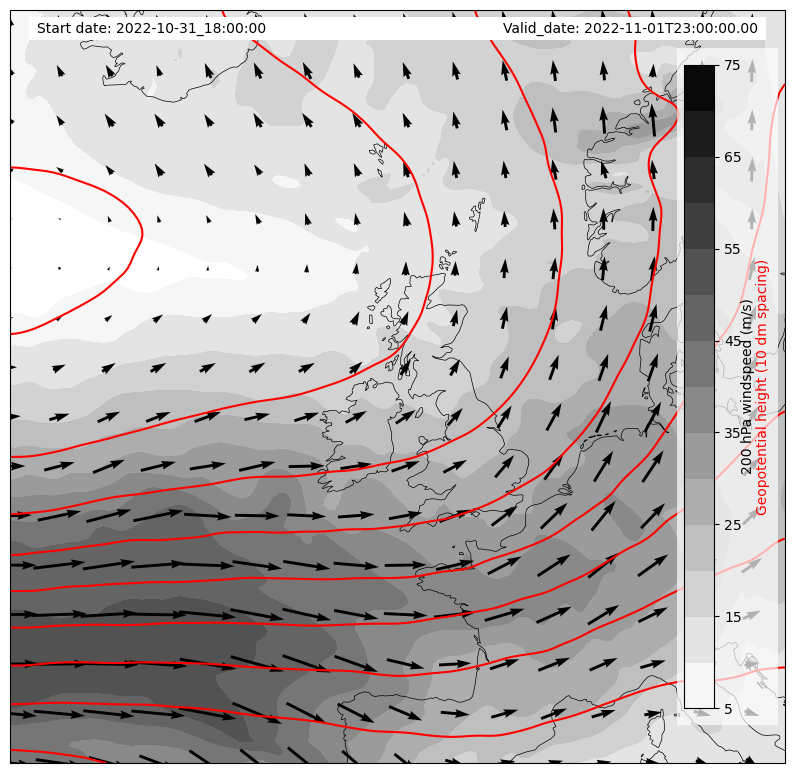 Start date: 2022-10-31_18:00:00
Valid_date: 2022-11-01T23:00:00.00
75
65
55
45
35
25
15
5
200 hPa windspeed (m/s)
Geopotential height (10 dm spacing)